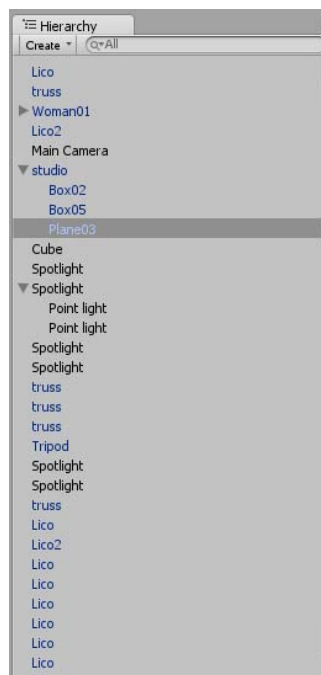 Hierarchy
Create All
Lico
truss
Woman01
Lico2
Main Camera
studio
Box02
Box05
Plane03
Cube
Spotlight
Spotlight
Point light
Point light
Spotlight
Spotlight
truss
truss
truss
Tripod
Spotlight
Spotlight
truss
Lico
Lico2
Lico
Lico
Lico
Lico
Lico
Lico